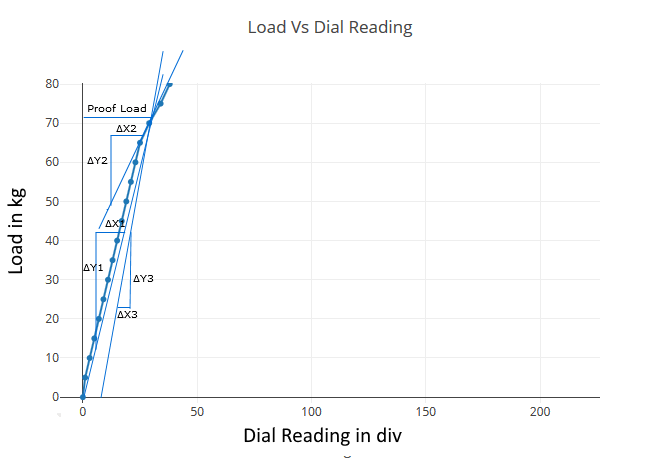 Load Vs Dial Reading
80
Proof Load
70
ΔX2
60
ΔY2
50
ΔX1
40
ΔY1
30
ΔY3
20
ΔX3
10
0
0
50
100
150
200
Load in kg
Dial Reading in div